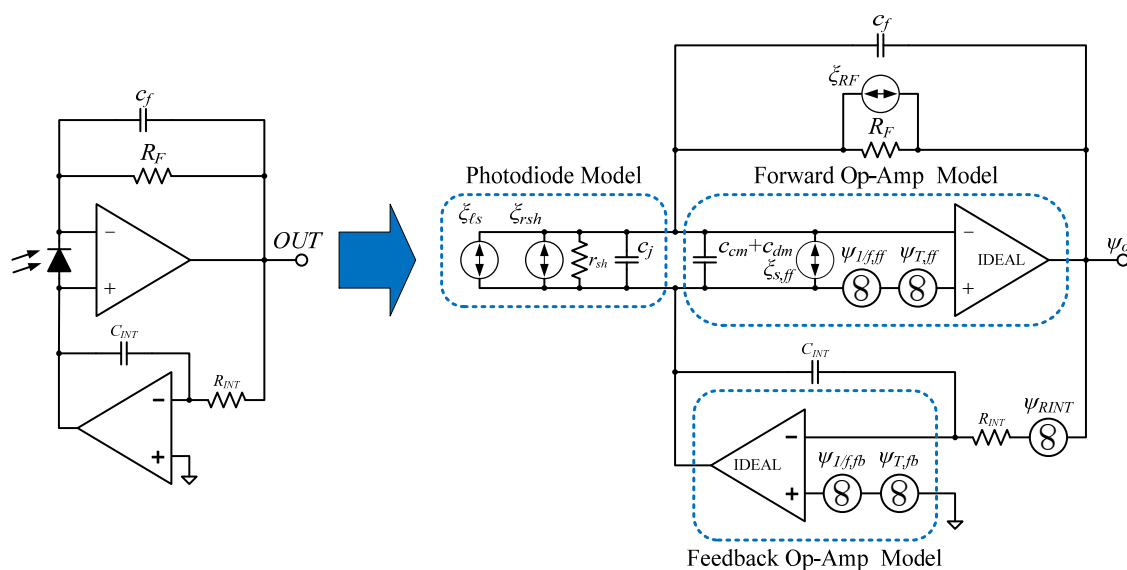 c_f
R_F
OUT
−
+
C_INT
R_INT
−
+
c_f
ξ_RF
R_F
Photodiode Model
Forward Op-Amp Model
ξ_ℓs
ξ_rsh
r_sh
c_j
c_cm+c_dm
ξ_s,ff
ψ_1/f,ff
ψ_T,ff
−
+
IDEAL
ψ_o
C_INT
R_INT
ψ_RINT
IDEAL
−
+
ψ_1/f,fb
ψ_T,fb
Feedback Op-Amp Model